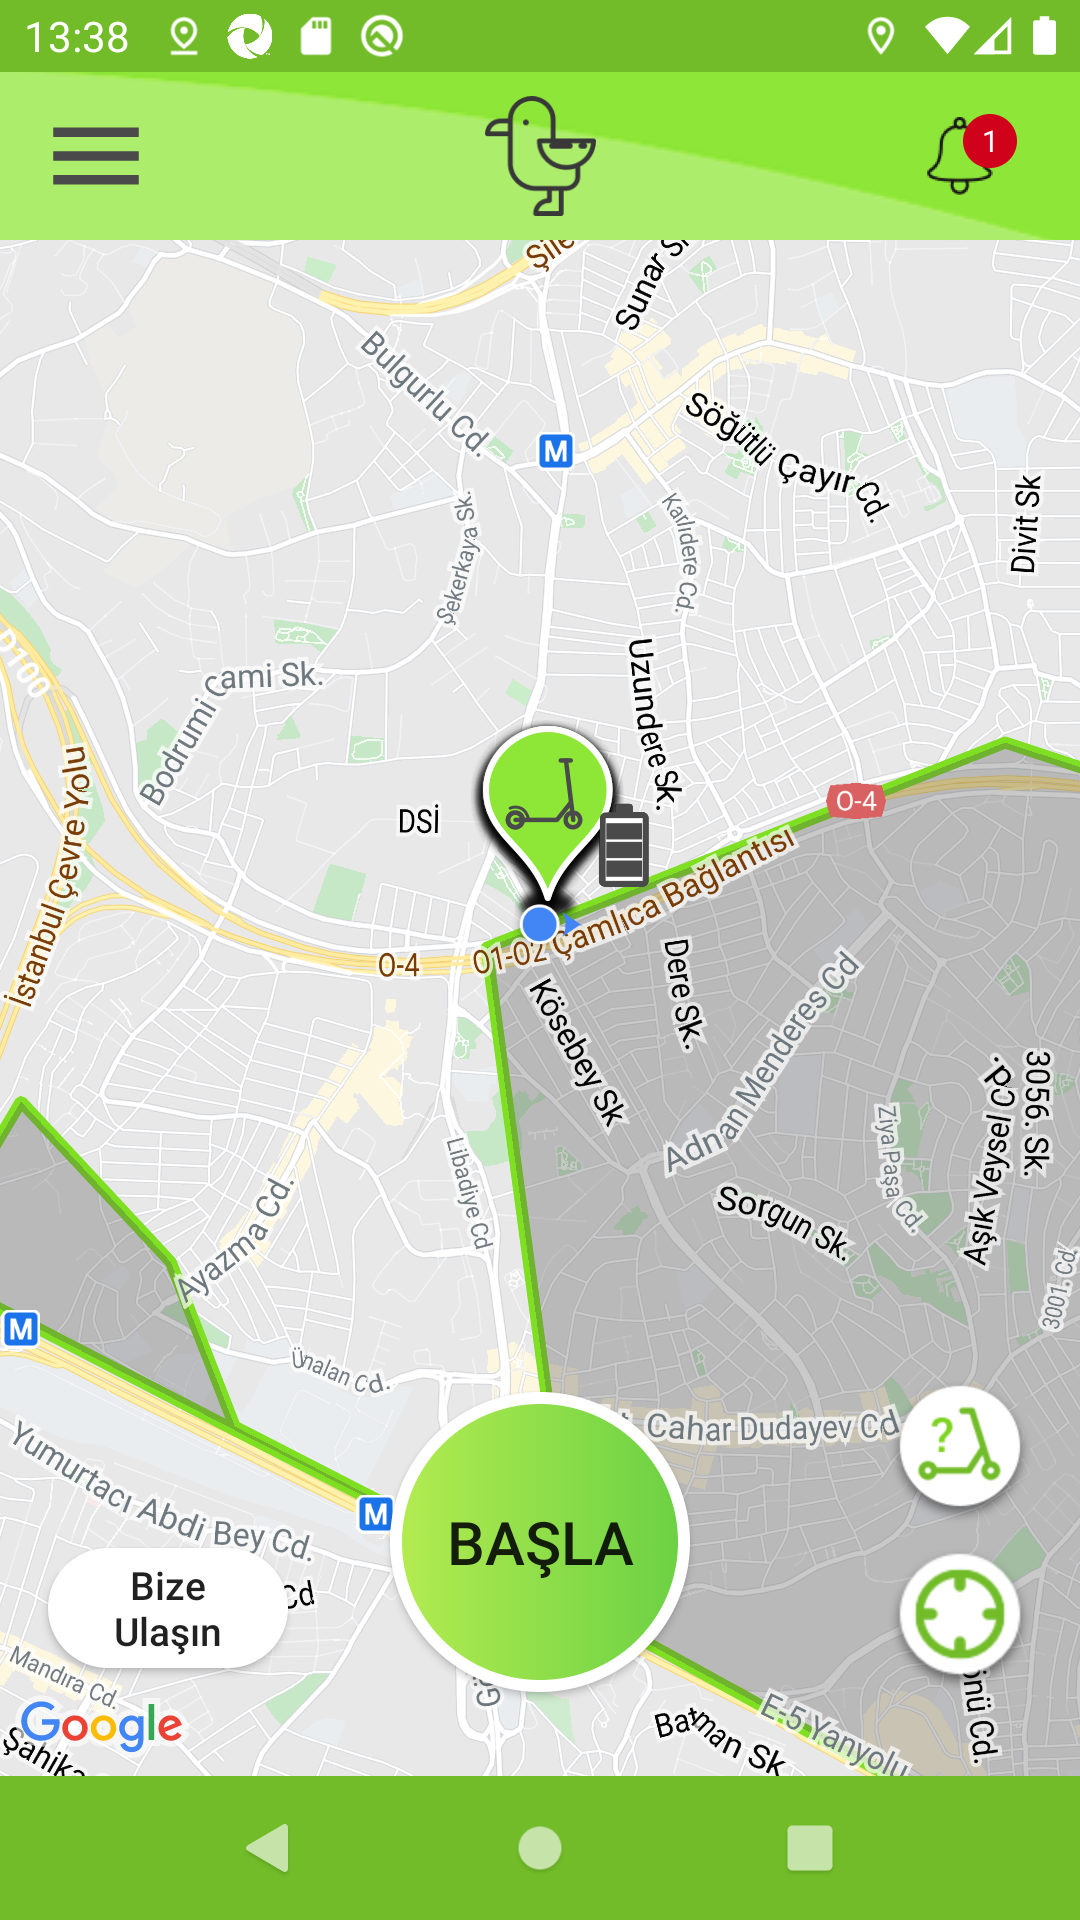 13:38
1
Şile
Sunar S
Bulgurlu Cd.
M
Söğütlü Çayır Cd.
Divit Sk
Karlıdere Cd.
Şekerkaya Sk.
D100
Uzundere Sk.
Bodrumi Cami Sk.
DSİ
O-4
İstanbul Çevre Yolu
O1-02 Çamlıca Bağlantısı
O-4
Dere Sk.
Kösebey Sk
Adnan Menderes Cd
3056. Sk.
Aşık Veysel Cd.
Ziya Paşa Cd.
Libadiye Cd
Sorgun Sk.
Ayazma Cd.
3001. Cd
M
Ünalan Cd.
Cahar Dudayev Cd
?
Yumurtacı Abdi Bey Cd.
M
BAŞLA
Bize
Ulaşın
Cd
Mandıra Cd.
Google
Şahika
Batman Sk
E-5 Yanyolu
önü Cd.